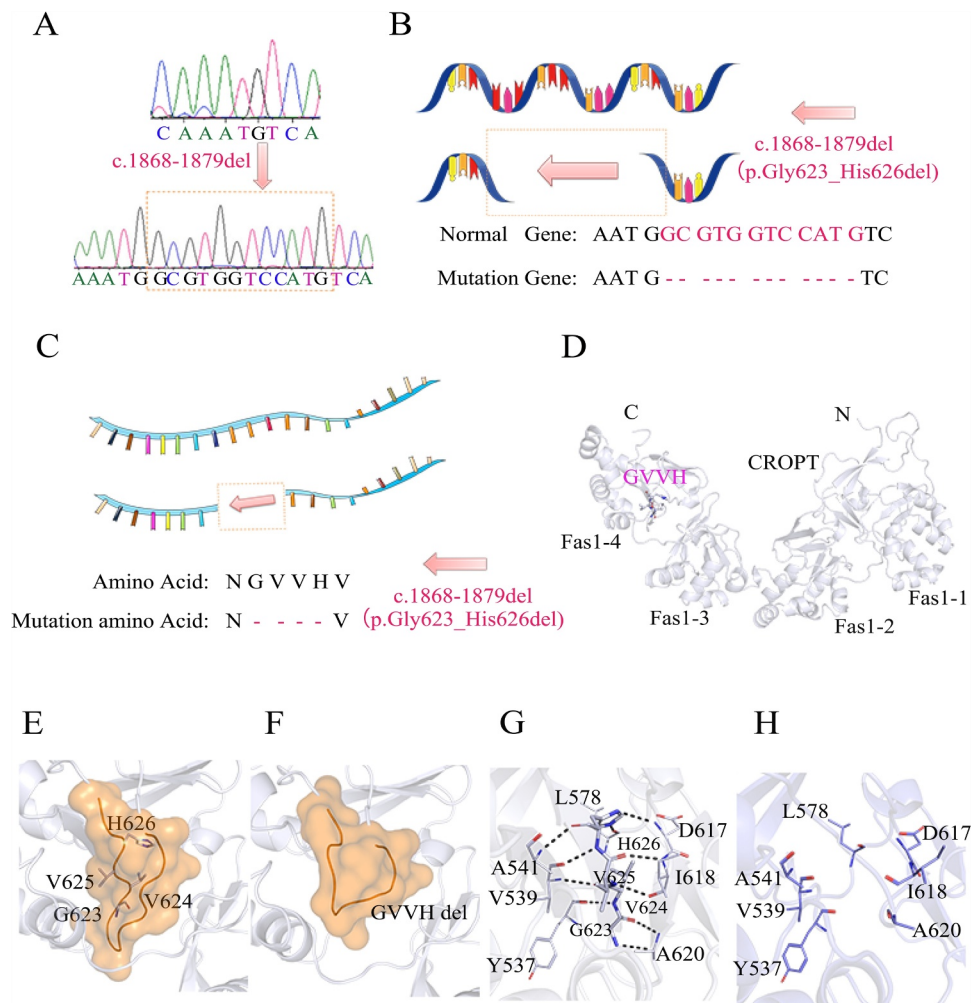 A
C A A A T G T C A
c.1868-1879del
A A A T G G C G T G G T C C A T G T C A
B
c.1868-1879del
(p.Gly623_His626del)
Normal Gene: AAT GGC GTG GTC CAT GTC
Mutation Gene: AAT G-- --- --- --- -TC
C
Amino Acid: N G V V H V
Mutation amino Acid: N - - - - V
c.1868-1879del
(p.Gly623_His626del)
D
C
N
GVVH
CROPT
Fas1-4
Fas1-3
Fas1-2
Fas1-1
E
H626
V625
V624
G623
F
GVVH del
G
L578
D617
H626
A541
V625
I618
V539
V624
G623
A620
Y537
H
L578
D617
A541
I618
V539
A620
Y537